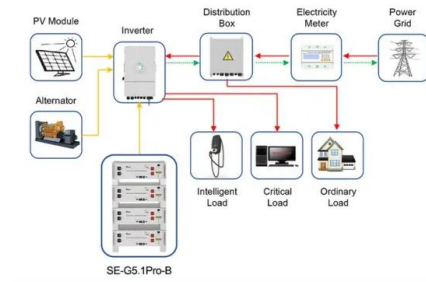 PV Module
Inverter
Distribution
Box
Electricity
Meter
Power
Grid
Alternator
Intelligent
Load
Critical
Load
Ordinary
Load
SE-G5.1Pro-B